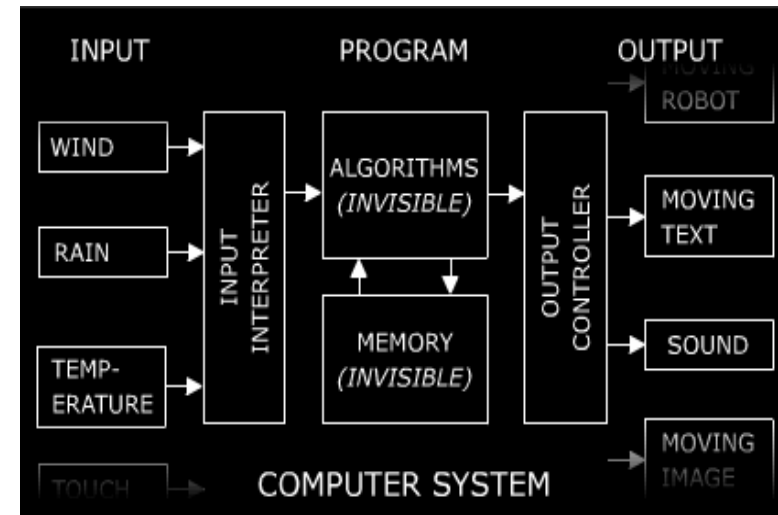 INPUT
PROGRAM
OUTPUT
WIND
RAIN
TEMP-
ERATURE
TOUCH
INPUT
INTERPRETER
ALGORITHMS
(INVISIBLE)
MEMORY
(INVISIBLE)
OUTPUT
CONTROLLER
MOVING
ROBOT
MOVING
TEXT
SOUND
MOVING
IMAGE
COMPUTER SYSTEM